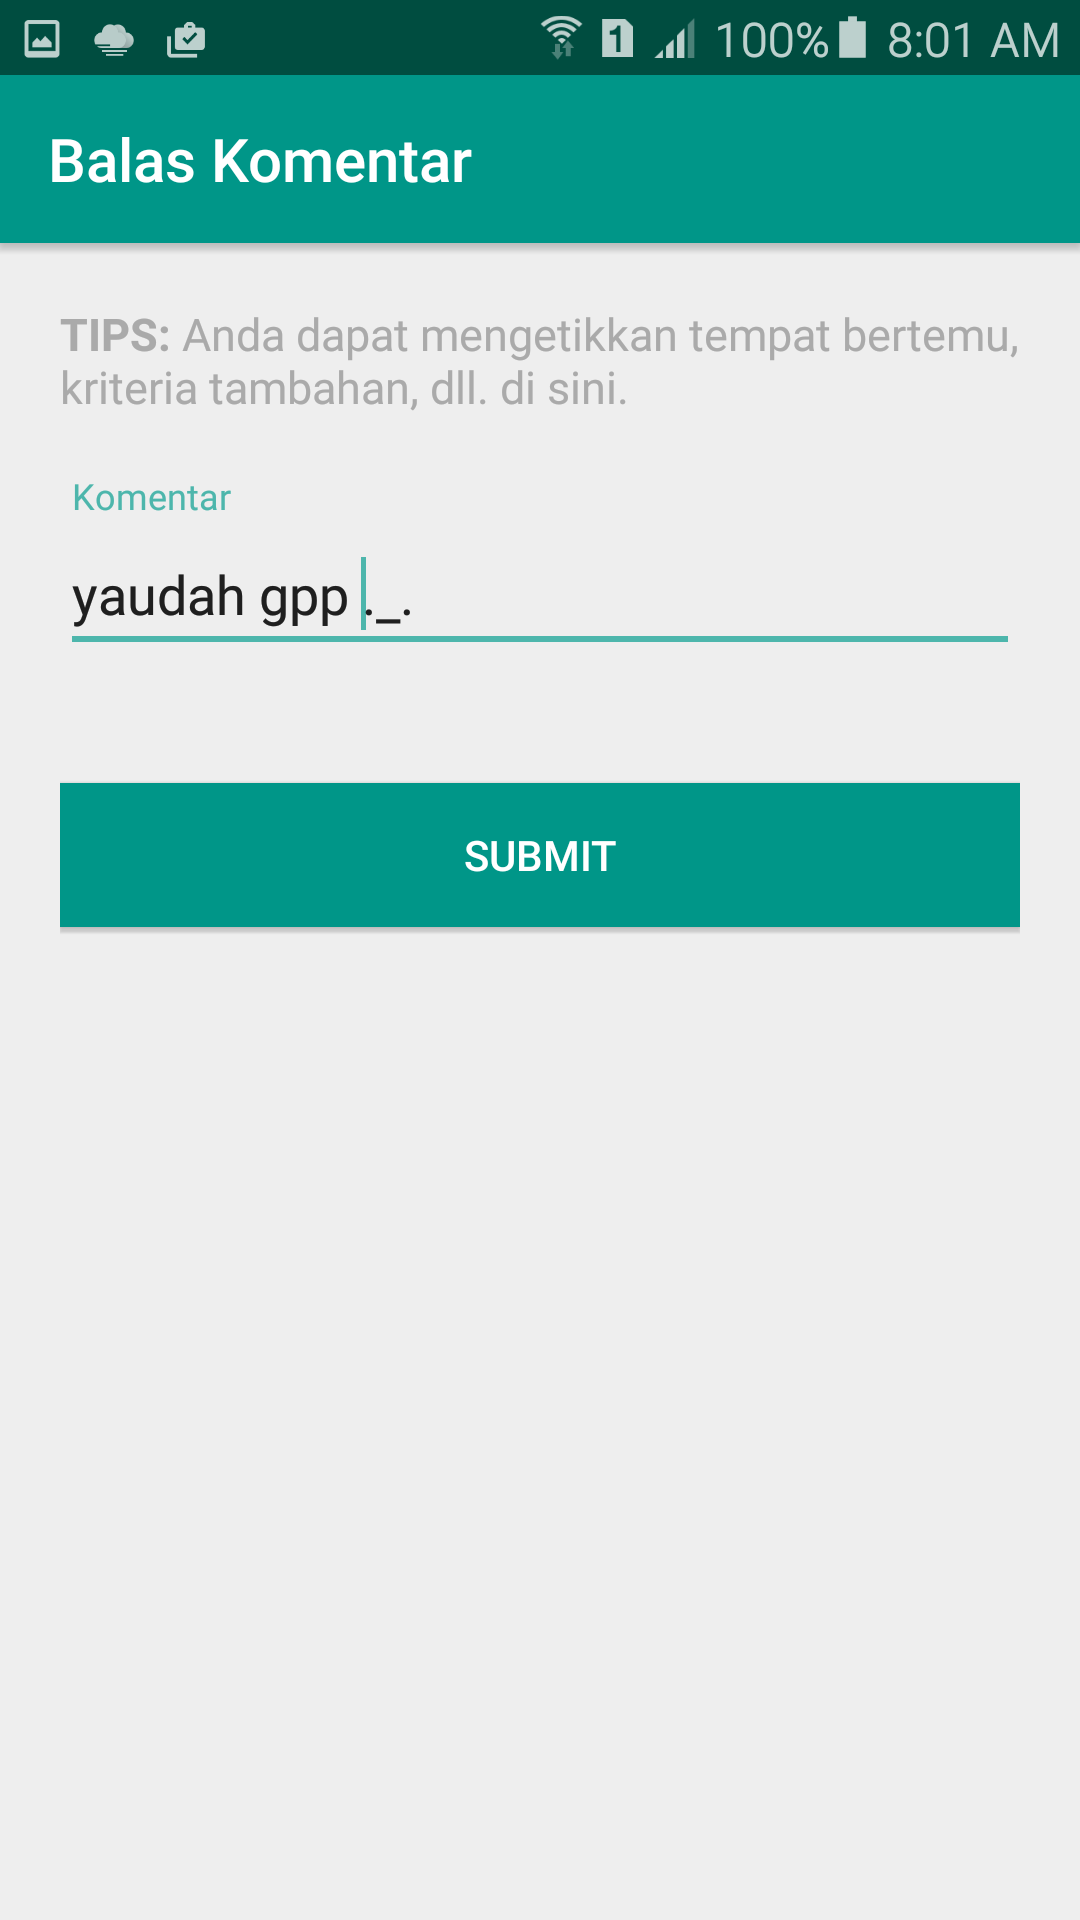 1 100% 8:01 AM
Balas Komentar
TIPS: Anda dapat mengetikkan tempat bertemu,
kriteria tambahan, dll. di sini.
Komentar
yaudah gpp ._.
SUBMIT